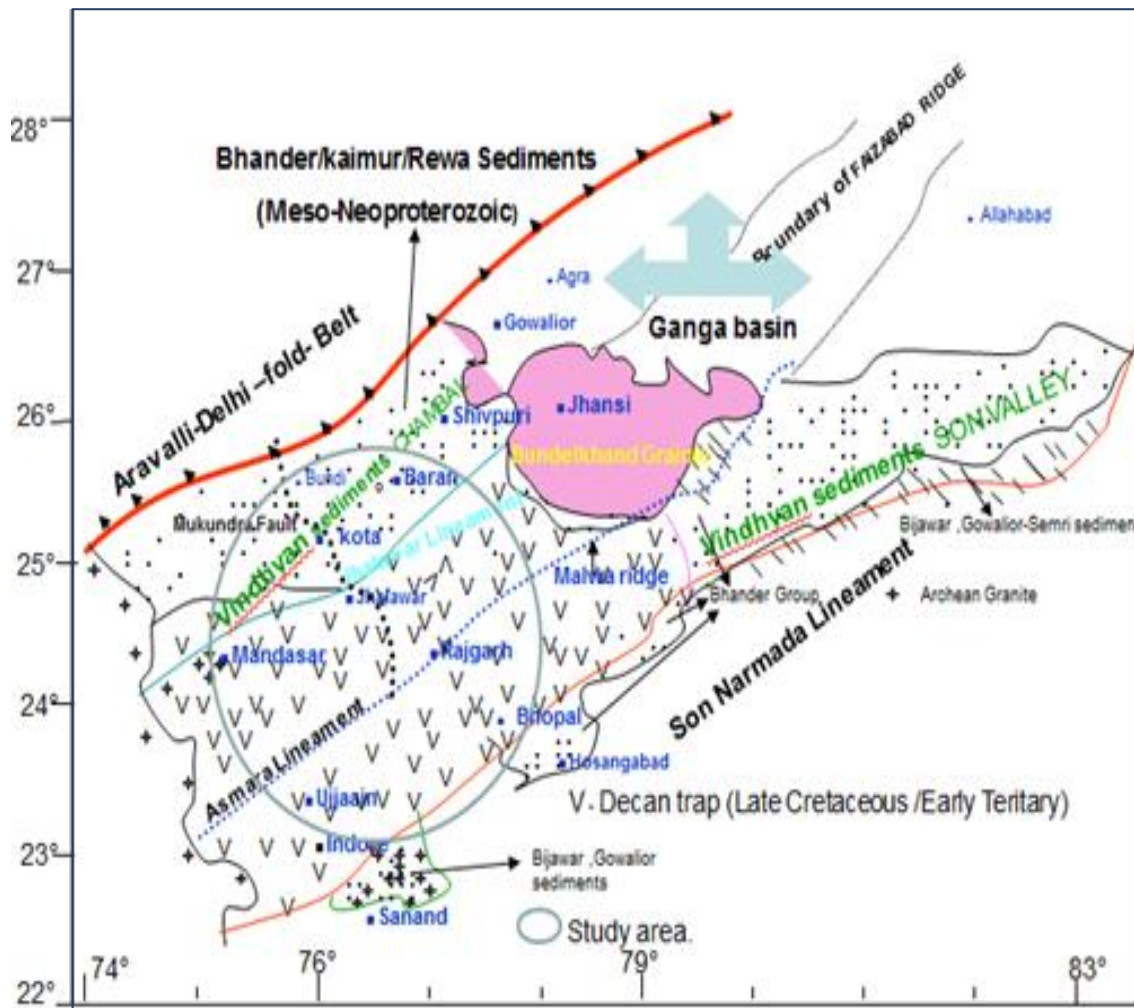 28°
Bhander/kaimur/Rewa Sediments
(Meso-Neoproterozoic)
Boundary of FAIZABAD RIDGE
Allahabad
27°
Agra
Gowalior
Ganga basin
Aravalli-Delhi –fold- Belt
26°
CHAMBAL
Shivpuri
Jhansi
Bundelkhand
Bundi
Baran
Vindhyan sediments
Vindhyan sediments SON VALLEY
Mukundra Fault
kota
Lineament
Bijawar ,Gowalior-Semri sediment
25°
Malwa ridge
Jhalawar
Bhander Group
Archean Granite
Mandasar
Rajgarh
Son Narmada Lineament
24°
Bhopal
Asmara Lineament
Hosangabad
Ujjaain
V - Decan trap (Late Cretaceous /Early Teritary)
23°
Indore
Bijawar ,Gowalior
sediments
Sanand
Study area.
74°
76°
79°
83°
22°